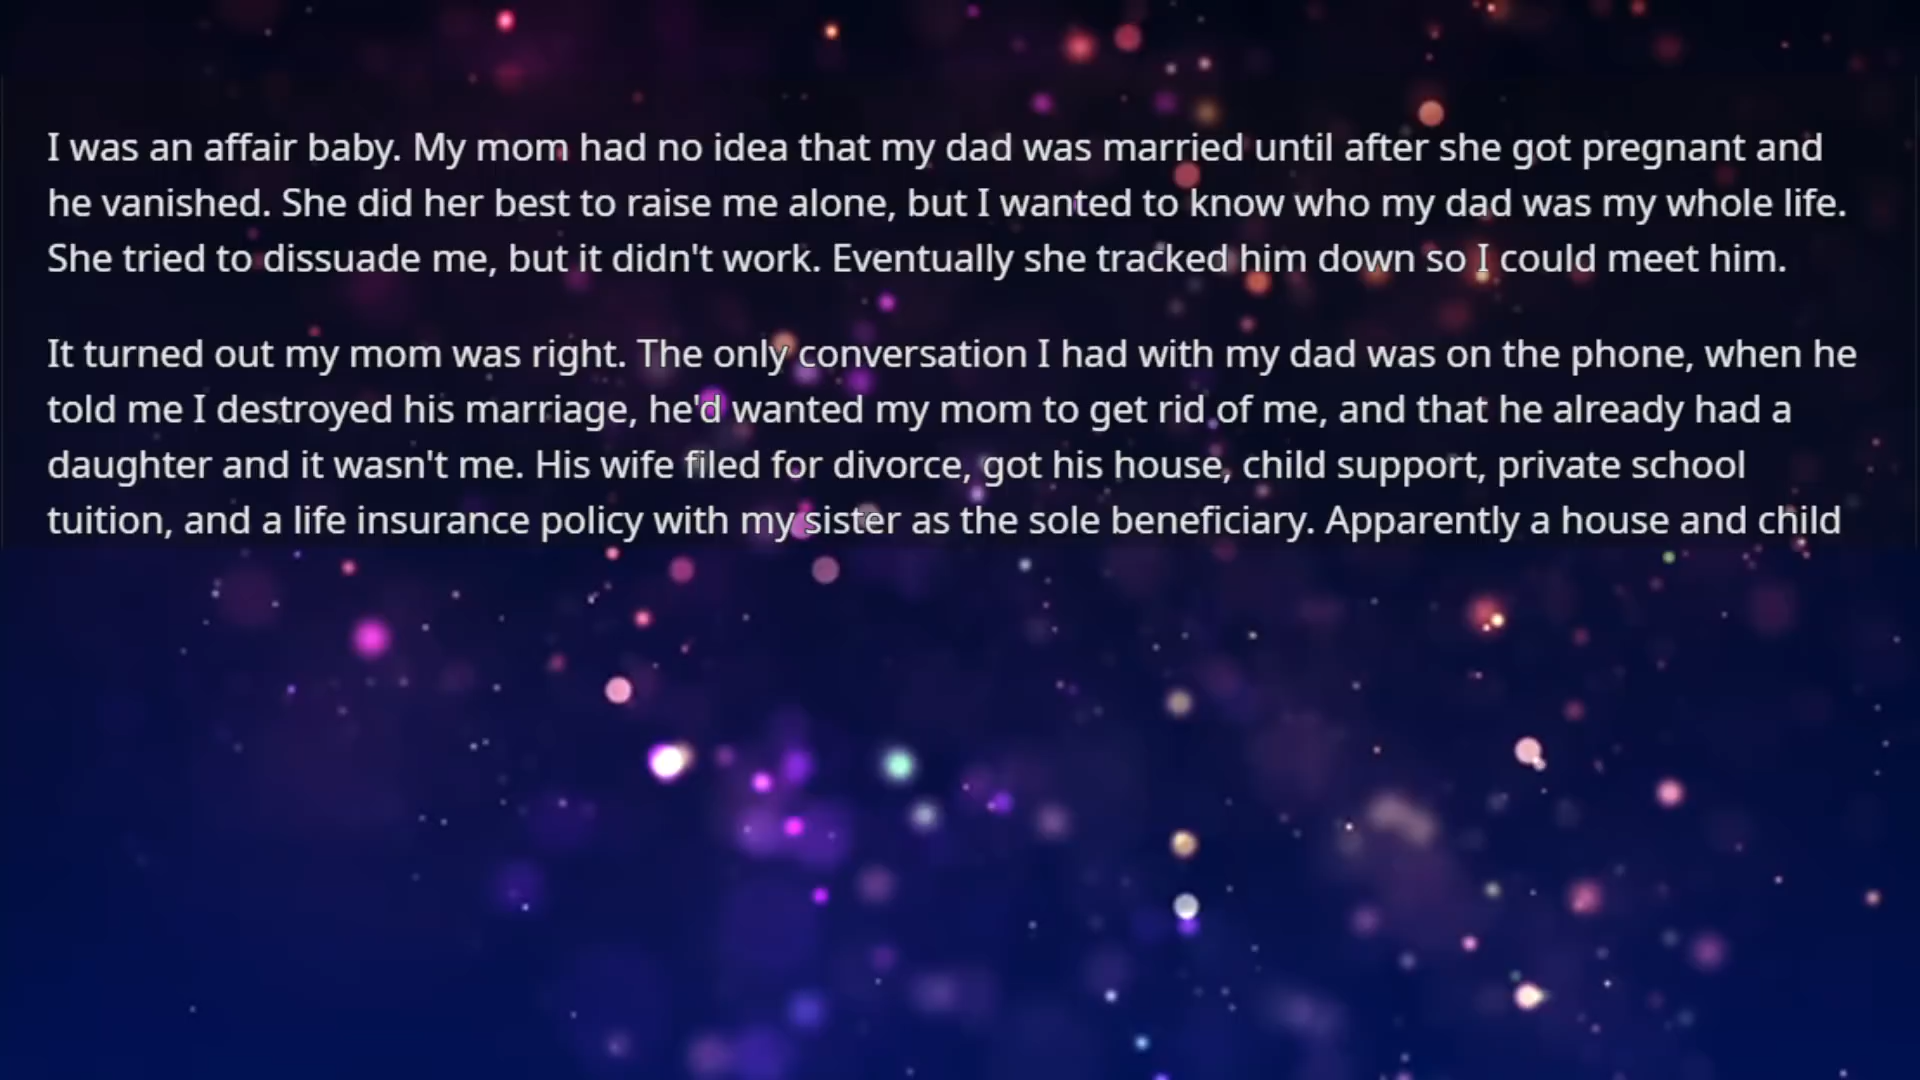 I was an affair baby. My mom had no idea that my dad was married until after she got pregnant and
he vanished. She did her best to raise me alone, but I wanted to know who my dad was my whole life.
She tried to dissuade me, but it didn't work. Eventually she tracked him down so I could meet him.
It turned out my mom was right. The only conversation I had with my dad was on the phone, when he
told me I destroyed his marriage, he'd wanted my mom to get rid of me, and that he already had a
daughter and it wasn't me. His wife filed for divorce, got his house, child support, private school
tuition, and a life insurance policy with my sister as the sole beneficiary. Apparently a house and child